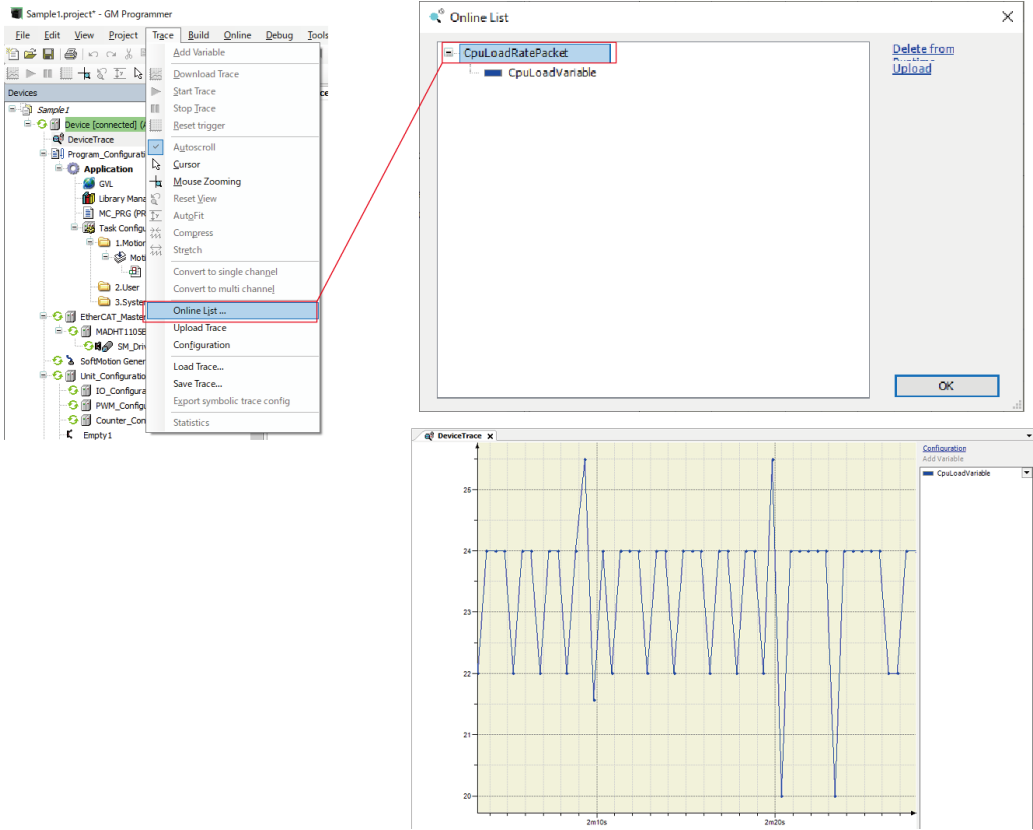 Sample1.project* - GM Programmer
File Edit View Project Trace Build Online Debug Tools
Devices
Sample1
Device [connected] (A
DeviceTrace
Program_Configurati
Application
GVL
Library Mana
MC_PRG (PR
Task Configu
1.Motion
Moti
2.User
3.System
EtherCAT_Master
MADHT1105E
SM_Driv
SoftMotion Gener
Unit_Configuratio
IO_Configura
PWM_Configu
Counter_Con
Empty1
Add Variable
Download Trace
Start Trace
Stop Trace
Reset trigger
Autoscroll
Cursor
Mouse Zooming
Reset View
AutoFit
Compress
Stretch
Convert to single channel
Convert to multi channel
Online List ...
Upload Trace
Configuration
Load Trace...
Save Trace...
Export symbolic trace config
Statistics
Online List
CpuLoadRatePacket
CpuLoadVariable
Delete from
Upload
OK
DeviceTrace
Configuration
Add Variable
CpuLoadVariable
25
24
23
22
21
20
2m10s
2m20s